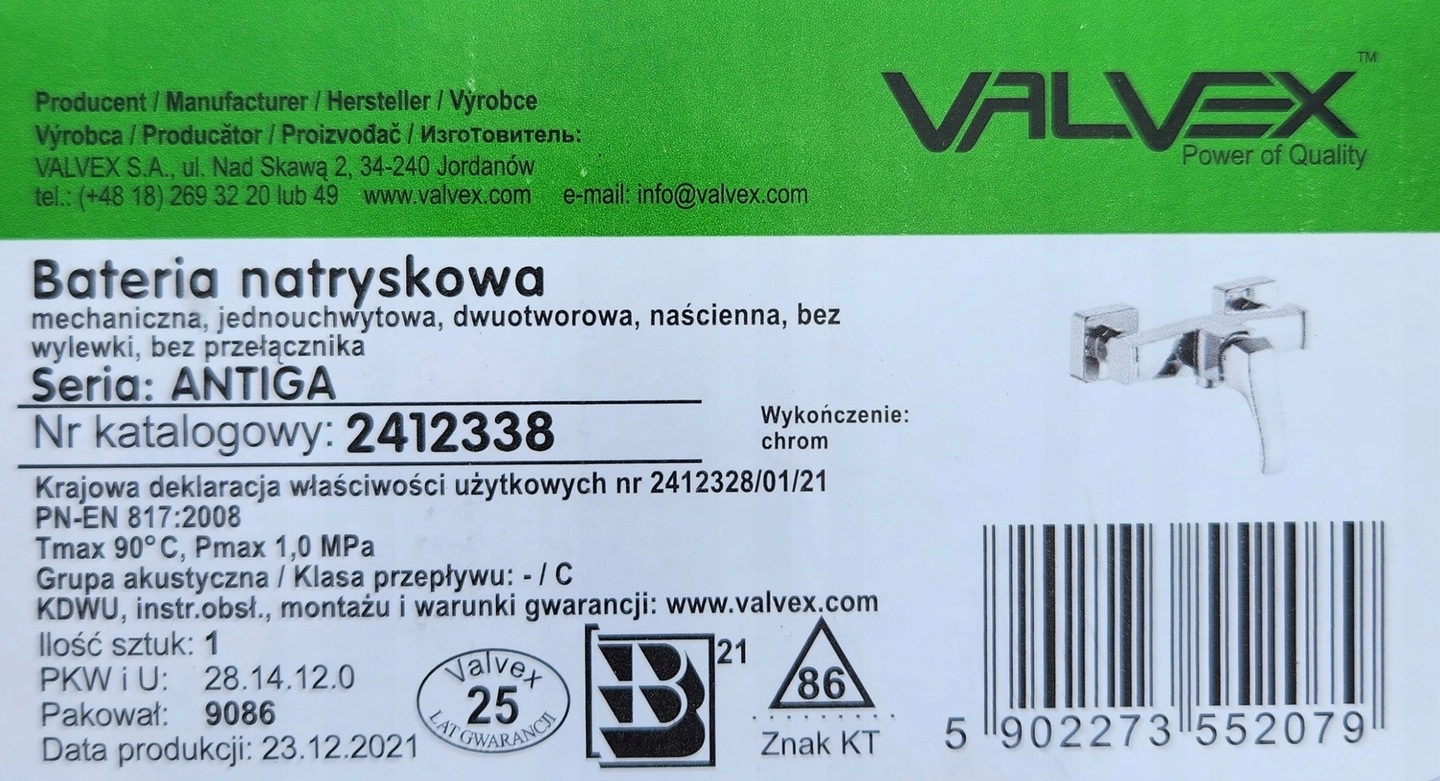 Producent / Manufacturer / Hersteller / Výrobce
Výrobca / Producător / Proizvođač / Изготовитель:
VALVEX S.A., ul. Nad Skawą 2, 34-240 Jordanów
tel.: (+48 18) 269 32 20 lub 49 www.valvex.com e-mail: info@valvex.com
VALVEX™
Power of Quality
Bateria natryskowa
mechaniczna, jednouchwytowa, dwuotworowa, naścienna, bez
wylewki, bez przełącznika
Seria: ANTIGA
Nr katalogowy: 2412338
Wykończenie:
chrom
Krajowa deklaracja właściwości użytkowych nr 2412328/01/21
PN-EN 817:2008
Tmax 90°C, Pmax 1,0 MPa
Grupa akustyczna / Klasa przepływu: - / C
KDWU, instr.obsł., montażu i warunki gwarancji: www.valvex.com
Ilość sztuk: 1
PKW i U: 28.14.12.0
Pakował: 9086
Data produkcji: 23.12.2021
Valvex
25
LAT GWARANCJI
B 21
86
Znak KT
5 902273 552079